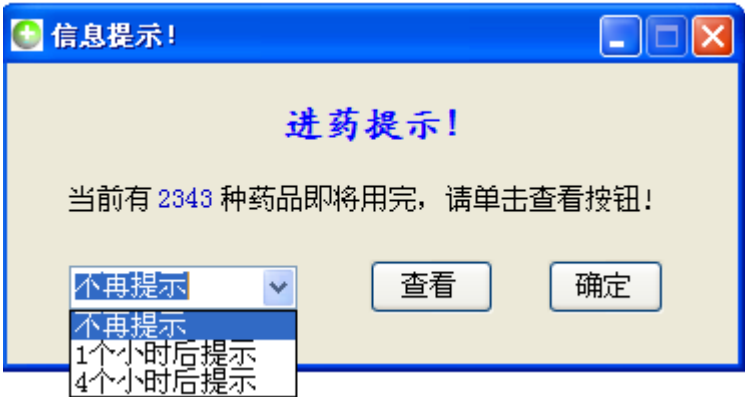 信息提示!
进药提示!
当前有 2343 种药品即将用完，请单击查看按钮!
不再提示 查看 确定
不再提示
1个小时后提示
4个小时后提示